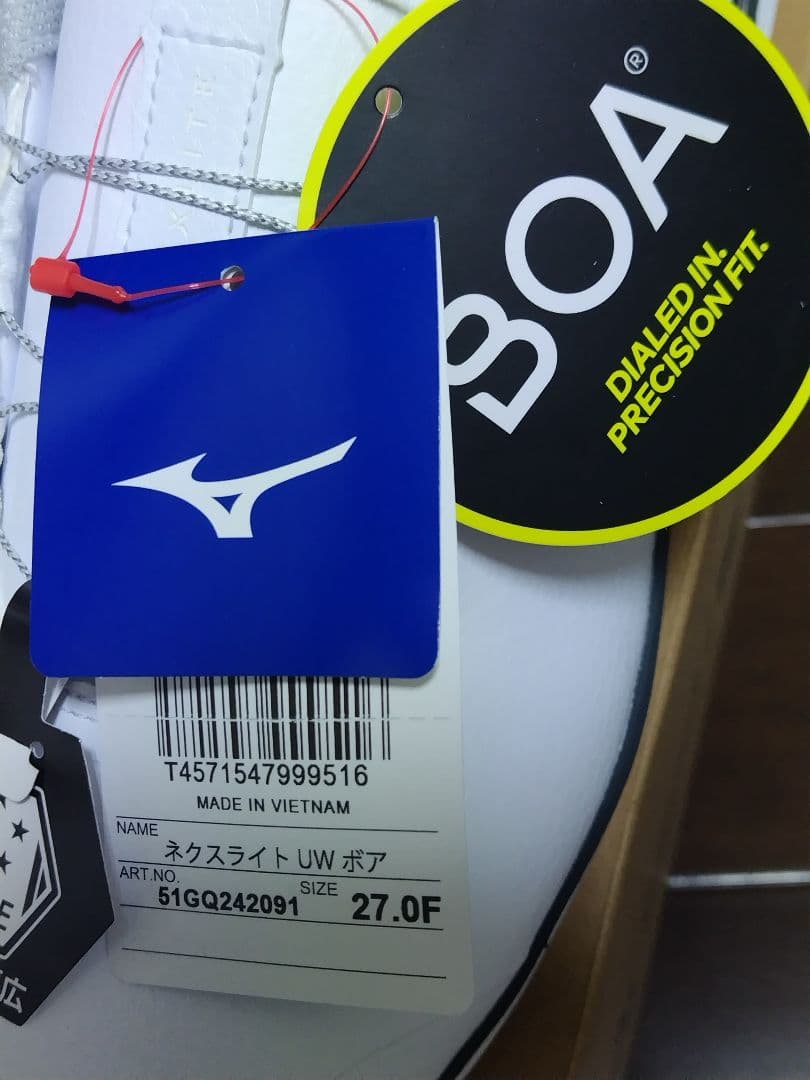 BOA®
DIALED IN.
PRECISION FIT.
T4571547999516
MADE IN VIETNAM
NAME
ネクスライト UW ボア
ART.NO.
51GQ242091
SIZE
27.0F
広